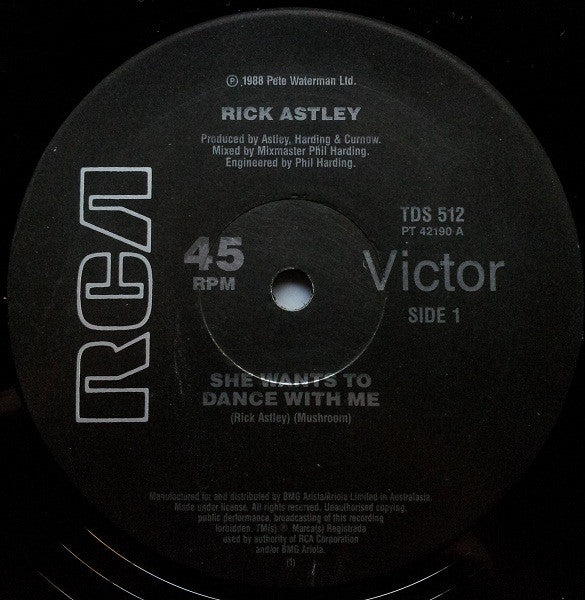 ℗ 1988 Pete Waterman Ltd.
RICK ASTLEY
Produced by Astley, Harding & Curnow.
Mixed by Mixmaster Phil Harding.
Engineered by Phil Harding.
RCA
45
RPM
TDS 512
PT 42190 A
Victor
SIDE 1
SHE WANTS TO
DANCE WITH ME
(Rick Astley) (Mushroom)
Manufactured for and distributed by BMG Arista/Ariola Limited in Australasia.
Made under license. All rights reserved. Unauthorised copying,
public performance, broadcasting of this recording
forbidden. TM(s) ® Marca(s) Registrada
used by authority of RCA Corporation
and/or BMG Ariola.
(1)